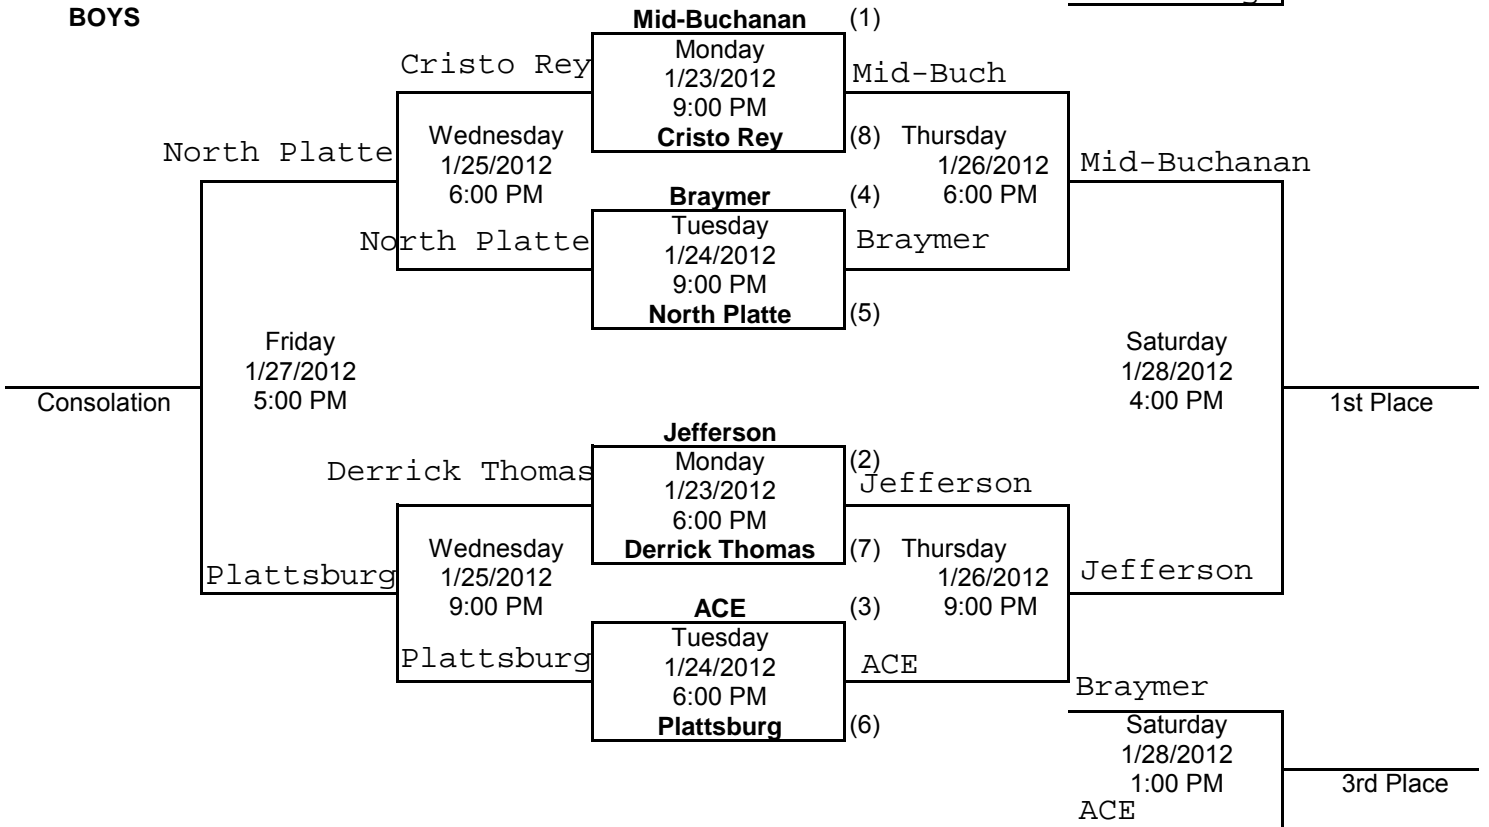 BOYS
Mid-Buchanan (1)
Monday
1/23/2012
9:00 PM
Cristo Rey (8)
Cristo Rey
Mid-Buch
Wednesday
1/25/2012
6:00 PM
Thursday
1/26/2012
6:00 PM
North Platte
Mid-Buchanan
Braymer (4)
Tuesday
1/24/2012
9:00 PM
North Platte (5)
North Platte
Braymer
Friday
1/27/2012
5:00 PM
Consolation
Saturday
1/28/2012
4:00 PM
1st Place
Jefferson
(2)
Monday
1/23/2012
6:00 PM
Derrick Thomas (7)
Derrick Thomas
Jefferson
Wednesday
1/25/2012
9:00 PM
Thursday
1/26/2012
9:00 PM
Plattsburg
Jefferson
ACE (3)
Tuesday
1/24/2012
6:00 PM
Plattsburg (6)
Plattsburg
ACE
Braymer
Saturday
1/28/2012
1:00 PM
3rd Place
ACE